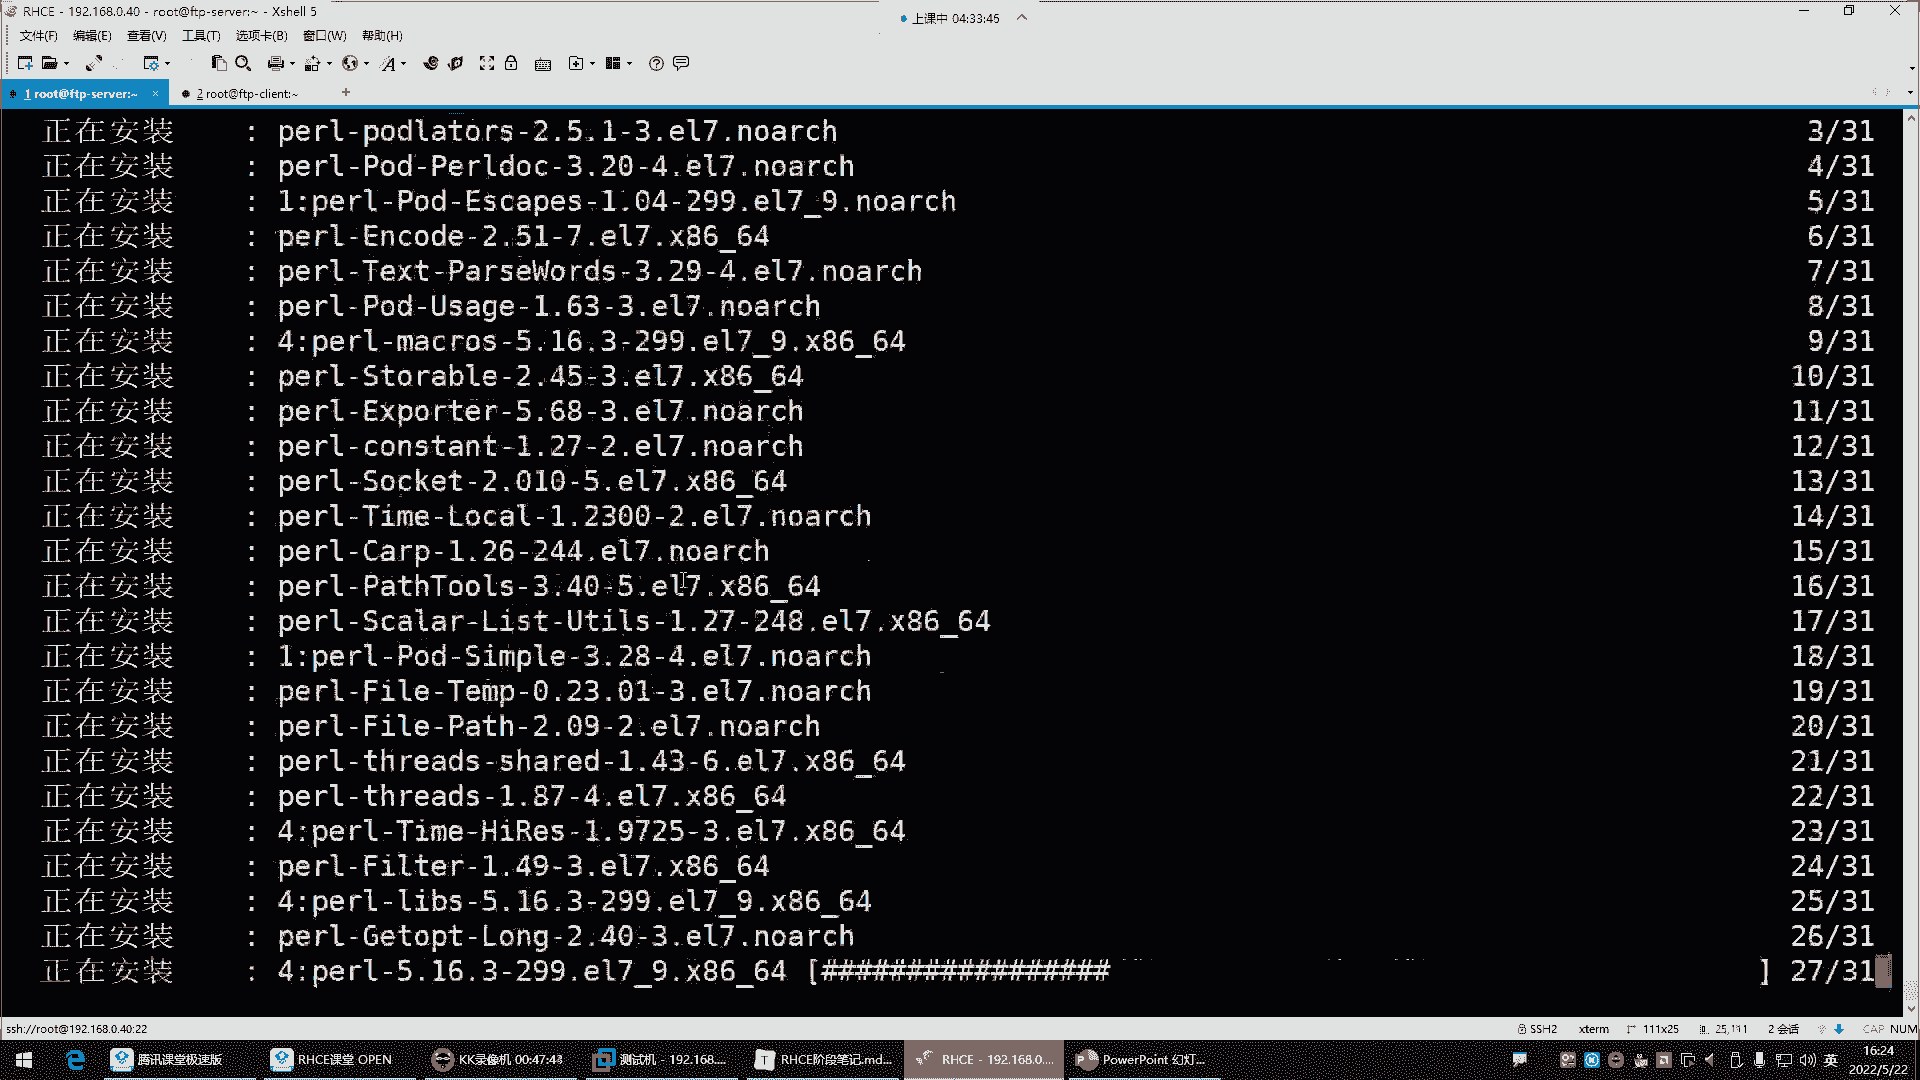 RHCE - 192.168.0.40 - root@ftp-server:~ - Xshell 5
上课中 04:33:45
文件(F) 编辑(E) 查看(V) 工具(T) 选项卡(B) 窗口(W) 帮助(H)
1 root@ftp-server:~ × 2 root@ftp-client:~ +
正在安装 : perl-podlators-2.5.1-3.el7.noarch 3/31
正在安装 : perl-Pod-Perldoc-3.20-4.el7.noarch 4/31
正在安装 : 1:perl-Pod-Escapes-1.04-299.el7_9.noarch 5/31
正在安装 : perl-Encode-2.51-7.el7.x86_64 6/31
正在安装 : perl-Text-ParseWords-3.29-4.el7.noarch 7/31
正在安装 : perl-Pod-Usage-1.63-3.el7.noarch 8/31
正在安装 : 4:perl-macros-5.16.3-299.el7_9.x86_64 9/31
正在安装 : perl-Storable-2.45-3.el7.x86_64 10/31
正在安装 : perl-Exporter-5.68-3.el7.noarch 11/31
正在安装 : perl-constant-1.27-2.el7.noarch 12/31
正在安装 : perl-Socket-2.010-5.el7.x86_64 13/31
正在安装 : perl-Time-Local-1.2300-2.el7.noarch 14/31
正在安装 : perl-Carp-1.26-244.el7.noarch 15/31
正在安装 : perl-PathTools-3.40-5.el7.x86_64 16/31
正在安装 : perl-Scalar-List-Utils-1.27-248.el7.x86_64 17/31
正在安装 : 1:perl-Pod-Simple-3.28-4.el7.noarch 18/31
正在安装 : perl-File-Temp-0.23.01-3.el7.noarch 19/31
正在安装 : perl-File-Path-2.09-2.el7.noarch 20/31
正在安装 : perl-threads-shared-1.43-6.el7.x86_64 21/31
正在安装 : perl-threads-1.87-4.el7.x86_64 22/31
正在安装 : 4:perl-Time-HiRes-1.9725-3.el7.x86_64 23/31
正在安装 : perl-Filter-1.49-3.el7.x86_64 24/31
正在安装 : 4:perl-libs-5.16.3-299.el7_9.x86_64 25/31
正在安装 : perl-Getopt-Long-2.40-3.el7.noarch 26/31
正在安装 : 4:perl-5.16.3-299.el7_9.x86_64 [################# ] 27/31
ssh://root@192.168.0.40:22 SSH2 xterm 111x25 25,111 2 会话 CAP NUM
腾讯课堂极速版 RHCE课堂 OPEN KK录像机 00:47:43 测试机 - 192.168.... RHCE阶段笔记.md... RHCE - 192.168.0.... PowerPoint 幻灯... 英 16:24
2022/5/22